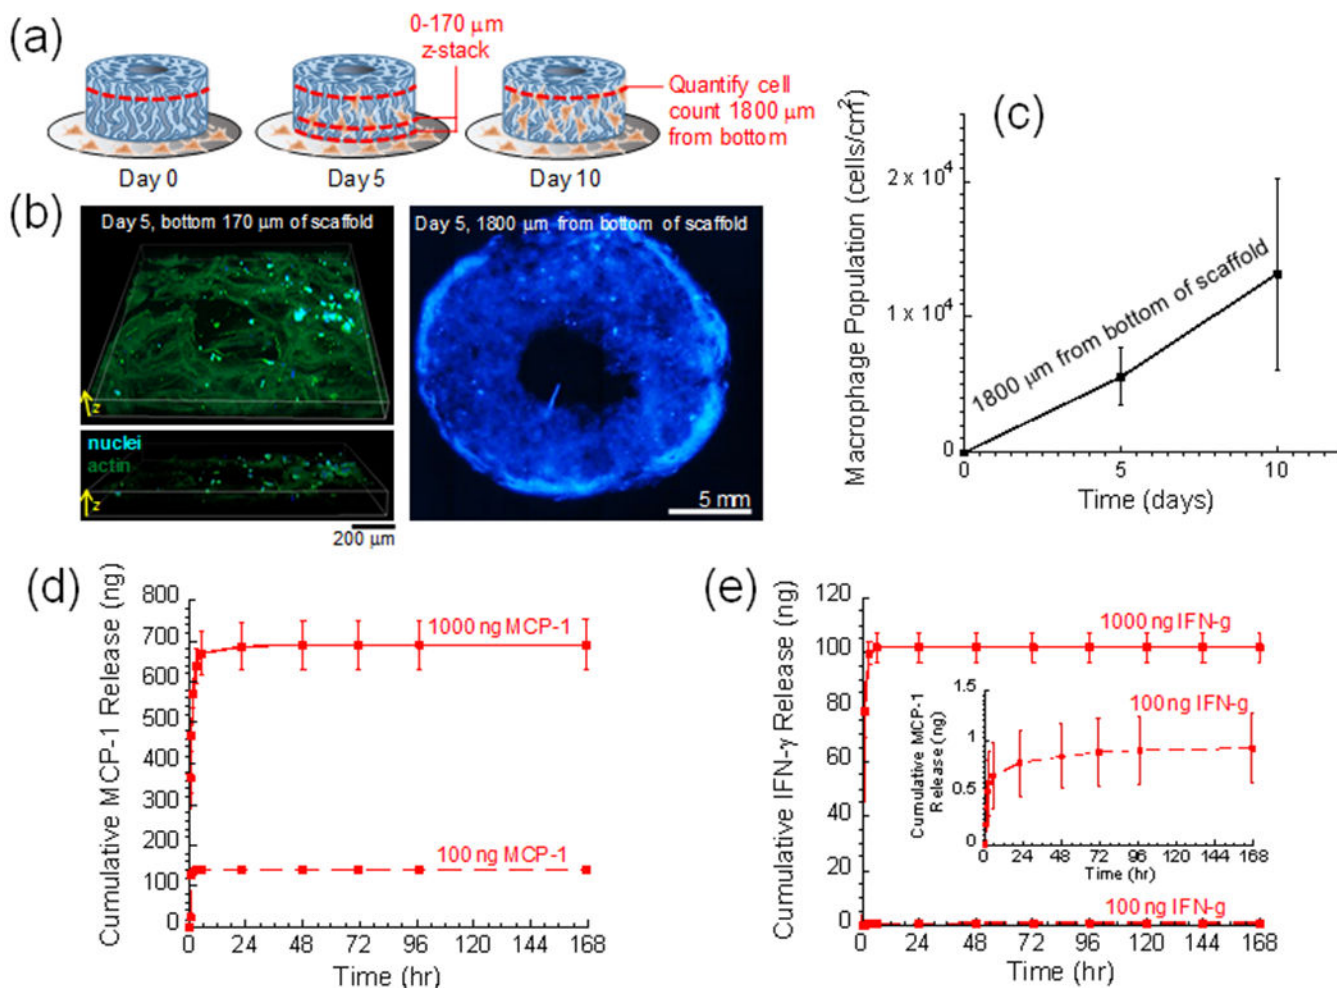 (a)
0-170 μm
z-stack
Quantify cell
count 1800 μm
from bottom
Day 0
Day 5
Day 10
(b)
Day 5, bottom 170 μm of scaffold
z
nuclei
actin
z
200 μm
Day 5, 1800 μm from bottom of scaffold
5 mm
(c)
Macrophage Population (cells/cm²)
2 x 10⁴
1 x 10⁴
0
1800 μm from bottom of scaffold
0 5 10
Time (days)
(d)
Cumulative MCP-1 Release (ng)
800
700
600
500
400
300
200
100
0
1000 ng MCP-1
100 ng MCP-1
0 24 48 72 96 120 144 168
Time (hr)
(e)
Cumulative IFN-γ Release (ng)
120
100
80
60
40
20
0
1000 ng IFN-g
Cumulative MCP-1
Release (ng)
1.5
1
0.5
0
100 ng IFN-g
0 24 48 72 96 120 144 168
Time (hr)
100 ng IFN-g
0 24 48 72 96 120 144 168
Time (hr)